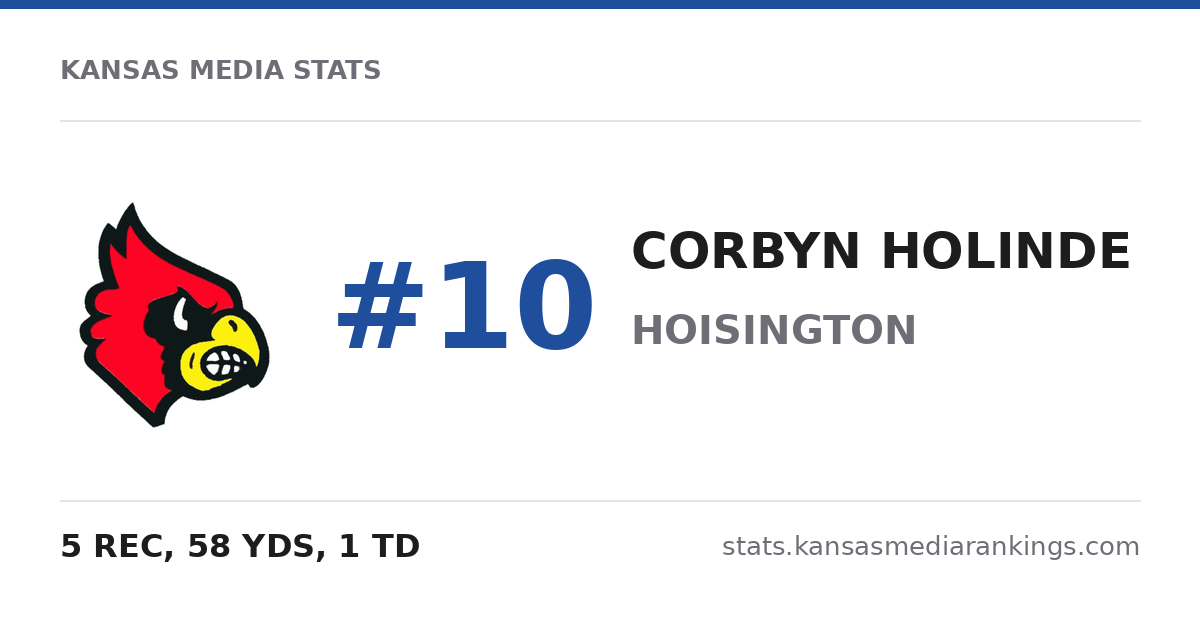 KANSAS MEDIA STATS
#10
CORBYN HOLINDE
HOISINGTON
5 REC, 58 YDS, 1 TD
stats.kansasmediarankings.com